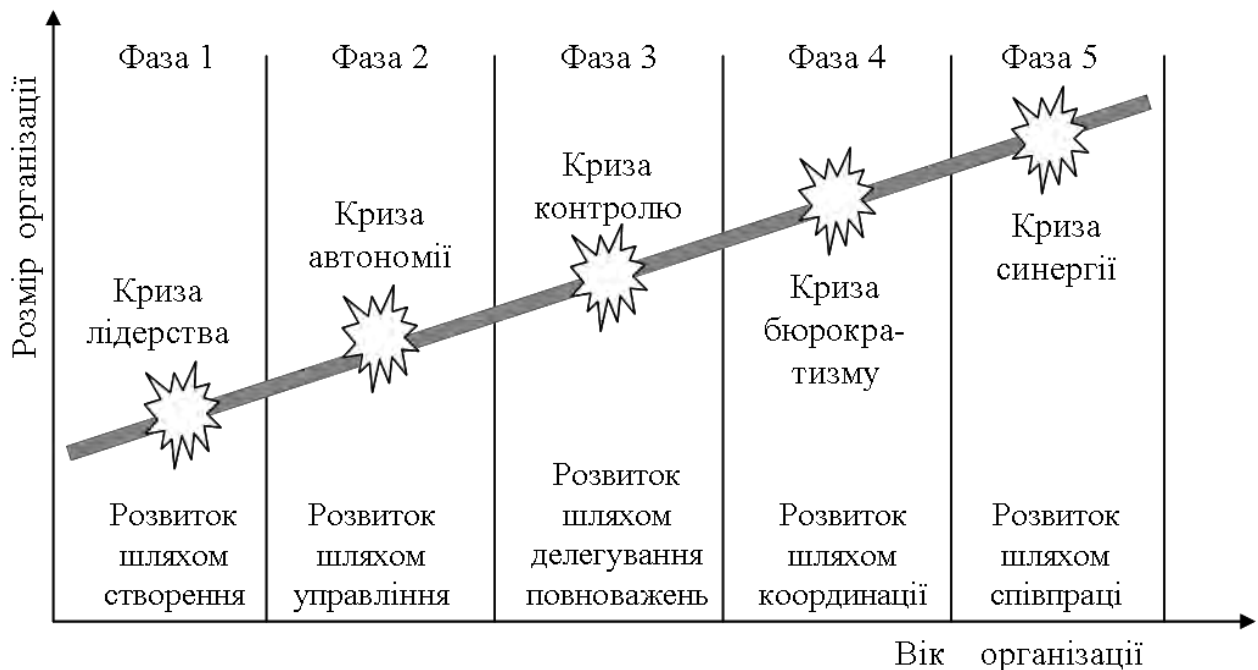 Фаза 1
Фаза 2
Фаза 3
Фаза 4
Фаза 5
Розмір організації
Криза
лідерства
Криза
автономії
Криза
контролю
Криза
бюрокра-
тизму
Криза
синергії
Розвиток
шляхом
створення
Розвиток
шляхом
управління
Розвиток
шляхом
делегування
повноважень
Розвиток
шляхом
координації
Розвиток
шляхом
співпраці
Вік організації